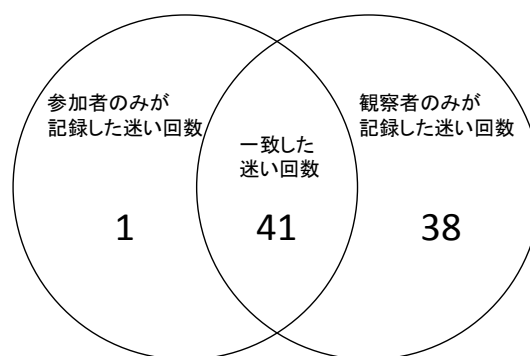 参加者のみが
記録した迷い回数
1
一致した
迷い回数
41
観察者のみが
記録した迷い回数
38